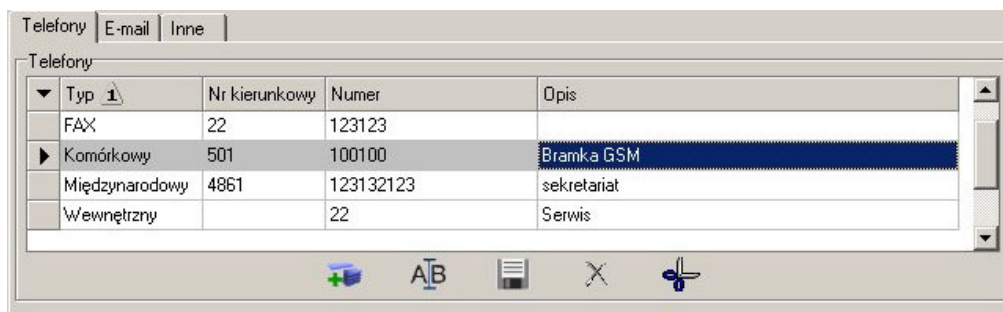 Telefony E-mail Inne
Telefony
Typ 1 Nr kierunkowy Numer Opis
FAX 22 123123
Komórkowy 501 100100 Bramka GSM
Międzynarodowy 4861 123132123 sekretariat
Wewnętrzny 22 Serwis
AB